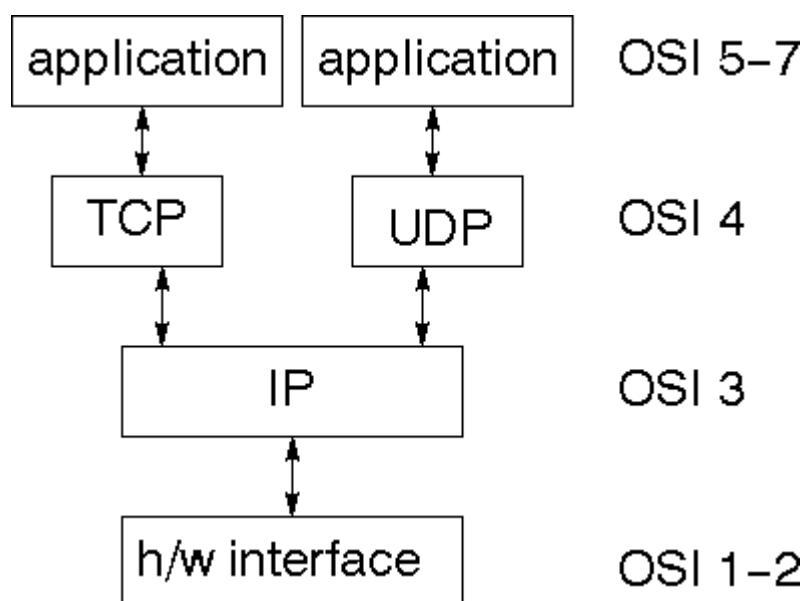 application application OSI 5–7
TCP UDP OSI 4
IP OSI 3
h/w interface OSI 1–2